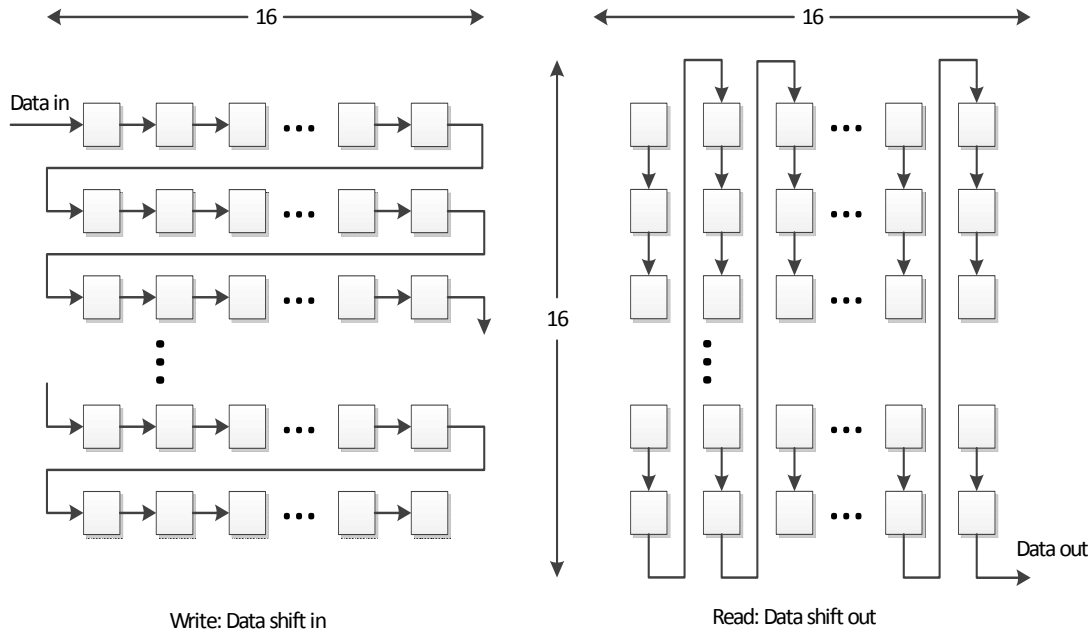 16
16
Data in
16
Data out
Write: Data shift in
Read: Data shift out